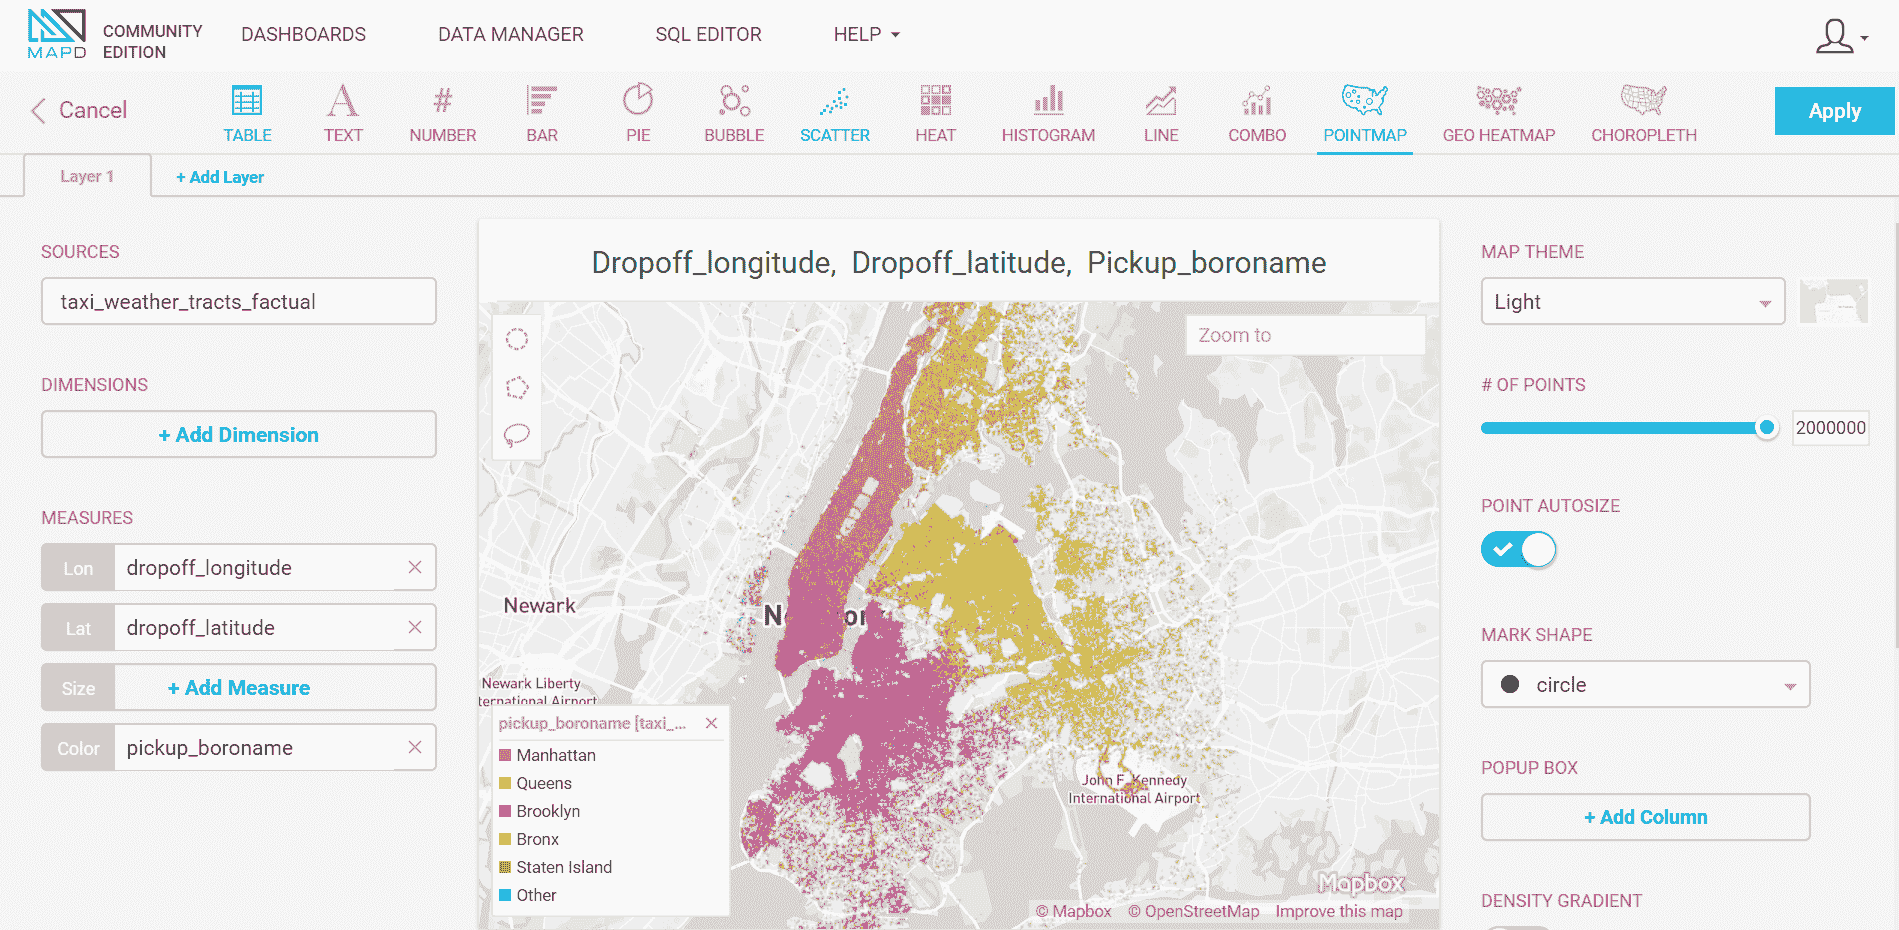 MAPD
COMMUNITY
EDITION
DASHBOARDS
DATA MANAGER
SQL EDITOR
HELP
Cancel
TABLE
TEXT
#
NUMBER
BAR
PIE
BUBBLE
SCATTER
HEAT
HISTOGRAM
LINE
COMBO
POINTMAP
GEO HEATMAP
CHOROPLETH
Apply
Layer 1
+ Add Layer
SOURCES
taxi_weather_tracts_factual
DIMENSIONS
+ Add Dimension
MEASURES
Lon dropoff_longitude
Lat dropoff_latitude
Size + Add Measure
Color pickup_boroname
Dropoff_longitude, Dropoff_latitude, Pickup_boroname
Zoom to
Newark
Newark Liberty
ternational Airport
John F. Kennedy
International Airport
pickup_boroname [taxi_...
Manhattan
Queens
Brooklyn
Bronx
Staten Island
Other
Mapbox
© Mapbox © OpenStreetMap Improve this map
MAP THEME
Light
# OF POINTS
2000000
POINT AUTOSIZE
MARK SHAPE
circle
POPUP BOX
+ Add Column
DENSITY GRADIENT